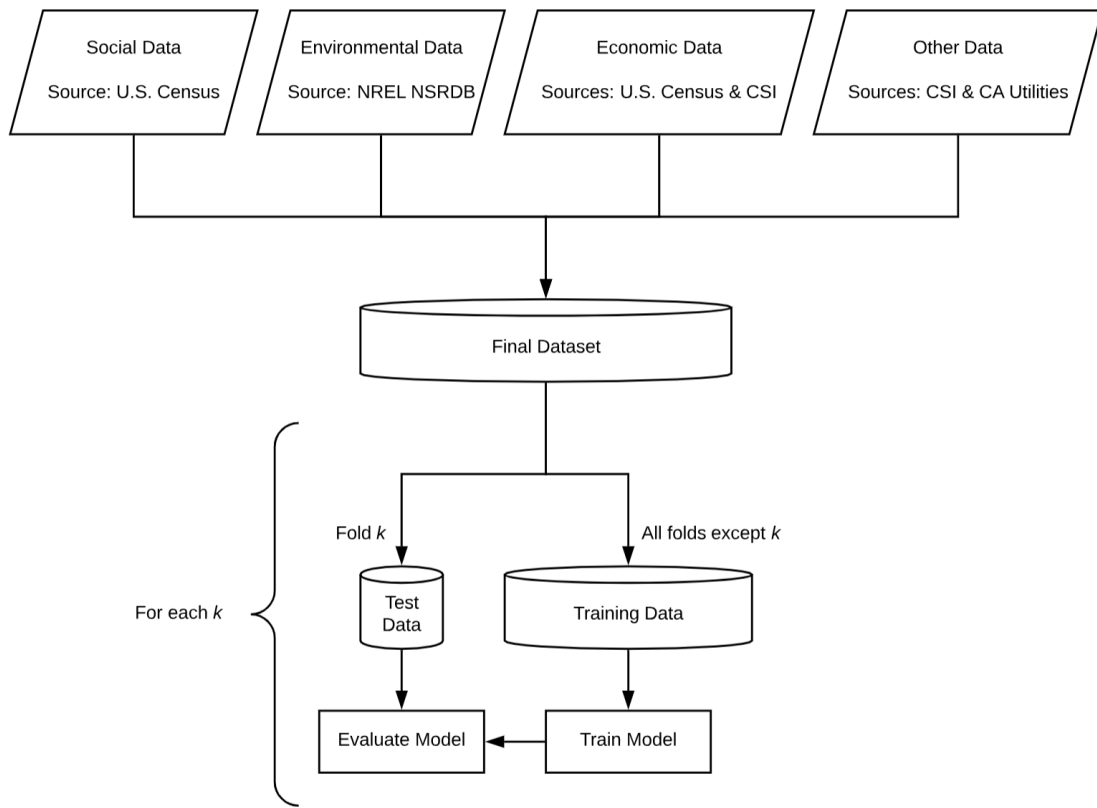 Social Data
Source: U.S. Census
Environmental Data
Source: NREL NSRDB
Economic Data
Sources: U.S. Census & CSI
Other Data
Sources: CSI & CA Utilities
Final Dataset
Fold k
All folds except k
For each k
Test
Data
Training Data
Evaluate Model
Train Model